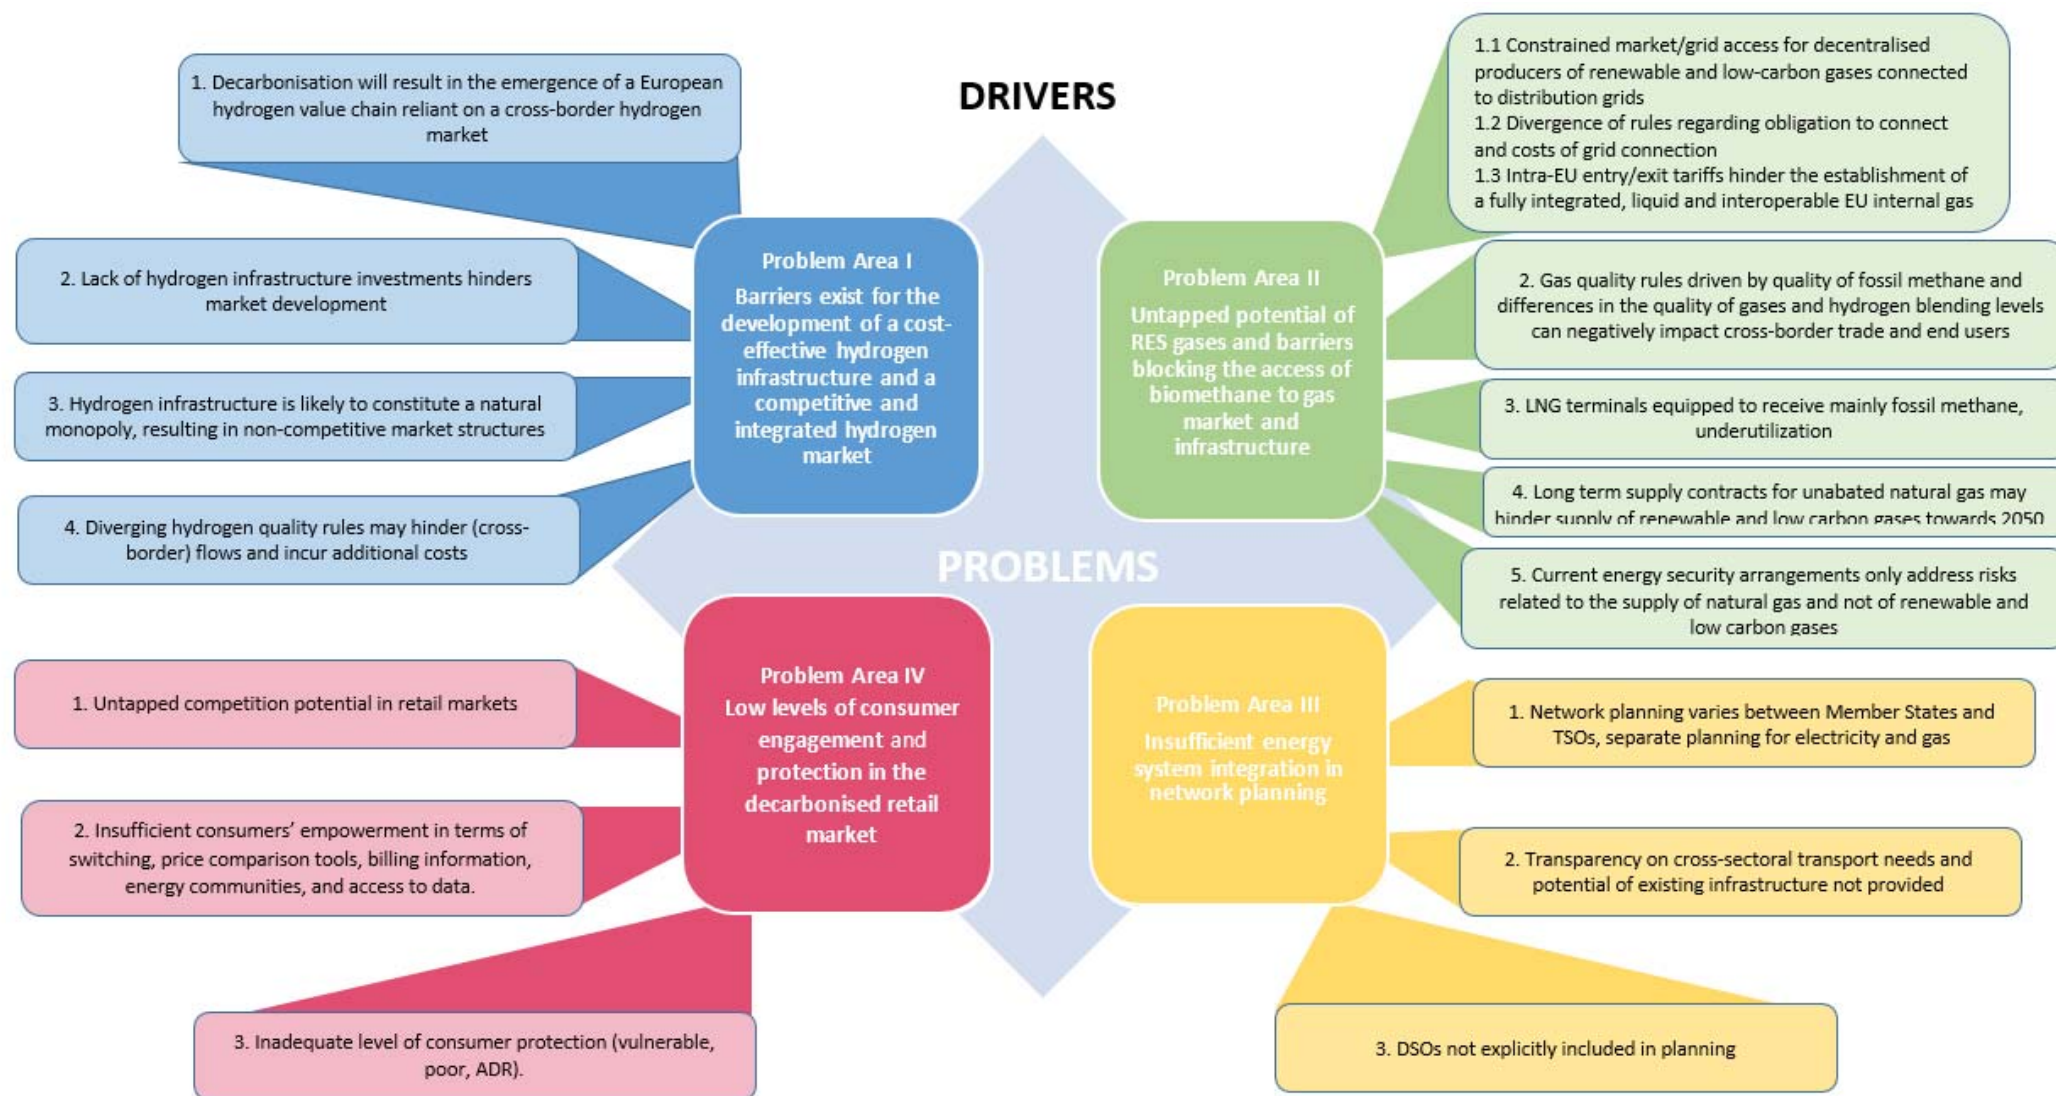 DRIVERS
1. Decarbonisation will result in the emergence of a European
hydrogen value chain reliant on a cross-border hydrogen
market
2. Lack of hydrogen infrastructure investments hinders
market development
3. Hydrogen infrastructure is likely to constitute a natural
monopoly, resulting in non-competitive market structures
4. Diverging hydrogen quality rules may hinder (cross-
border) flows and incur additional costs
Problem Area I
Barriers exist for the
development of a cost-
effective hydrogen
infrastructure and a
competitive and
integrated hydrogen
market
Problem Area II
Untapped potential of
RES gases and barriers
blocking the access of
biomethane to gas
market and
infrastructure
1.1 Constrained market/grid access for decentralised
producers of renewable and low-carbon gases connected
to distribution grids
1.2 Divergence of rules regarding obligation to connect
and costs of grid connection
1.3 Intra-EU entry/exit tariffs hinder the establishment of
a fully integrated, liquid and interoperable EU internal gas
2. Gas quality rules driven by quality of fossil methane and
differences in the quality of gases and hydrogen blending levels
can negatively impact cross-border trade and end users
3. LNG terminals equipped to receive mainly fossil methane,
underutilization
4. Long term supply contracts for unabated natural gas may
hinder supply of renewable and low carbon gases towards 2050
5. Current energy security arrangements only address risks
related to the supply of natural gas and not of renewable and
low carbon gases
PROBLEMS
1. Untapped competition potential in retail markets
2. Insufficient consumers’ empowerment in terms of
switching, price comparison tools, billing information,
energy communities, and access to data.
3. Inadequate level of consumer protection (vulnerable,
poor, ADR).
Problem Area IV
Low levels of consumer
engagement and
protection in the
decarbonised retail
market
Problem Area III
Insufficient energy
system integration in
network planning
1. Network planning varies between Member States and
TSOs, separate planning for electricity and gas
2. Transparency on cross-sectoral transport needs and
potential of existing infrastructure not provided
3. DSOs not explicitly included in planning